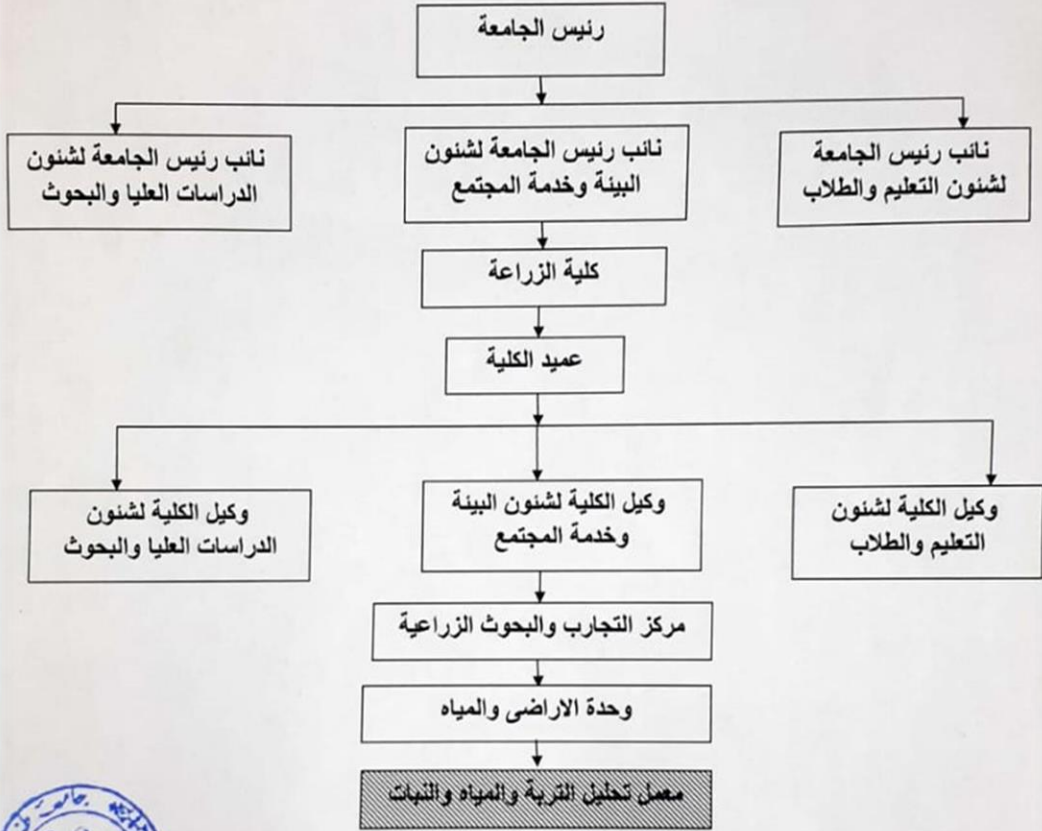 رئيس الجامعة
نائب رئيس الجامعة
لشئون التعليم والطلاب
نائب رئيس الجامعة لشئون
البيئة وخدمة المجتمع
نائب رئيس الجامعة لشئون
الدراسات العليا والبحوث
كلية الزراعة
عميد الكلية
وكيل الكلية لشئون
التعليم والطلاب
وكيل الكلية لشئون البيئة
وخدمة المجتمع
وكيل الكلية لشئون
الدراسات العليا والبحوث
مركز التجارب والبحوث الزراعية
وحدة الاراضى والمياه
معمل تحليل التربة والمياه والنبات
جامعة